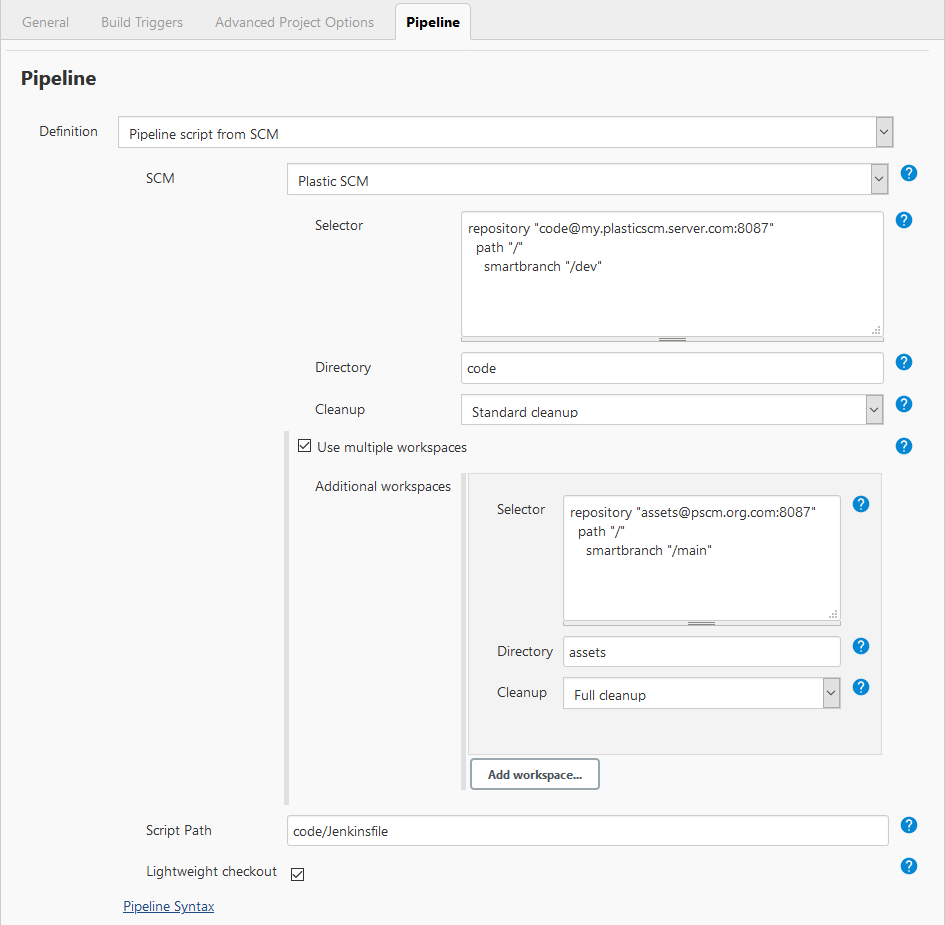 General Build Triggers Advanced Project Options Pipeline
Pipeline
Definition Pipeline script from SCM
SCM Plastic SCM ?
Selector repository "code@my.plasticscm.server.com:8087" ?
path "/"
smartbranch "/dev"
Directory code ?
Cleanup Standard cleanup ?
Use multiple workspaces ?
Additional workspaces
Selector repository "assets@pscm.org.com:8087" ?
path "/"
smartbranch "/main"
Directory assets ?
Cleanup Full cleanup ?
Add workspace...
Script Path code/Jenkinsfile ?
Lightweight checkout ?
Pipeline Syntax